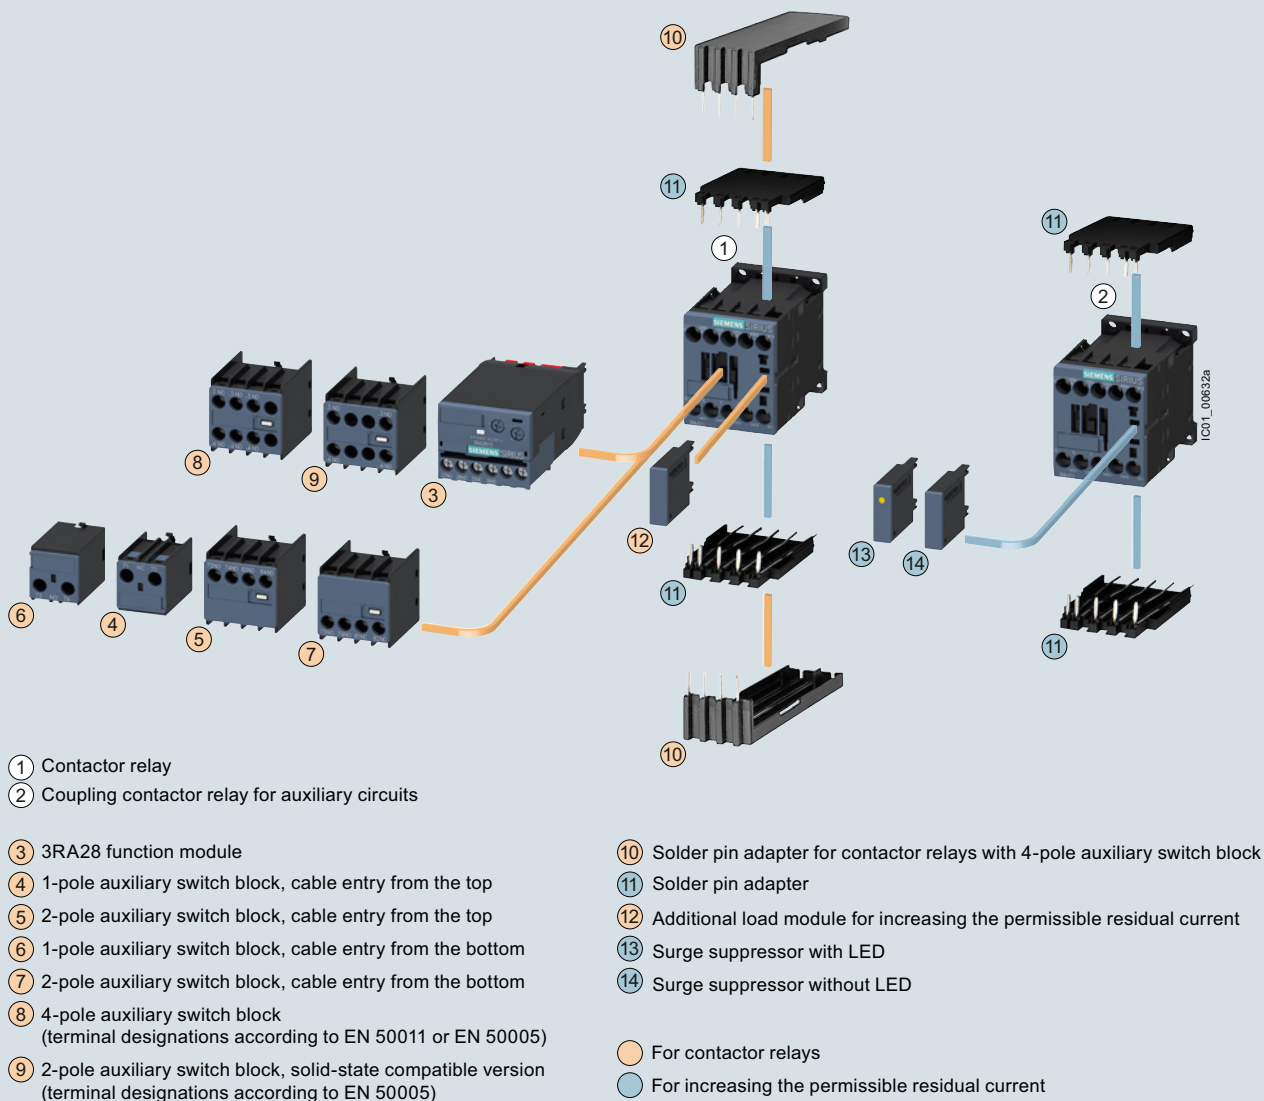 10
11
1
11
2
SIEMENS SIRIUS
SIEMENS SIRIUS
IC01_00632a
SIEMENS SIRIUS
8
9
3
12
13
14
6
4
5
7
11
11
10
1 Contactor relay
2 Coupling contactor relay for auxiliary circuits
3 3RA28 function module
4 1-pole auxiliary switch block, cable entry from the top
5 2-pole auxiliary switch block, cable entry from the top
6 1-pole auxiliary switch block, cable entry from the bottom
7 2-pole auxiliary switch block, cable entry from the bottom
8 4-pole auxiliary switch block
(terminal designations according to EN 50011 or EN 50005)
9 2-pole auxiliary switch block, solid-state compatible version
(terminal designations according to EN 50005)
10 Solder pin adapter for contactor relays with 4-pole auxiliary switch block
11 Solder pin adapter
12 Additional load module for increasing the permissible residual current
13 Surge suppressor with LED
14 Surge suppressor without LED
For contactor relays
For increasing the permissible residual current